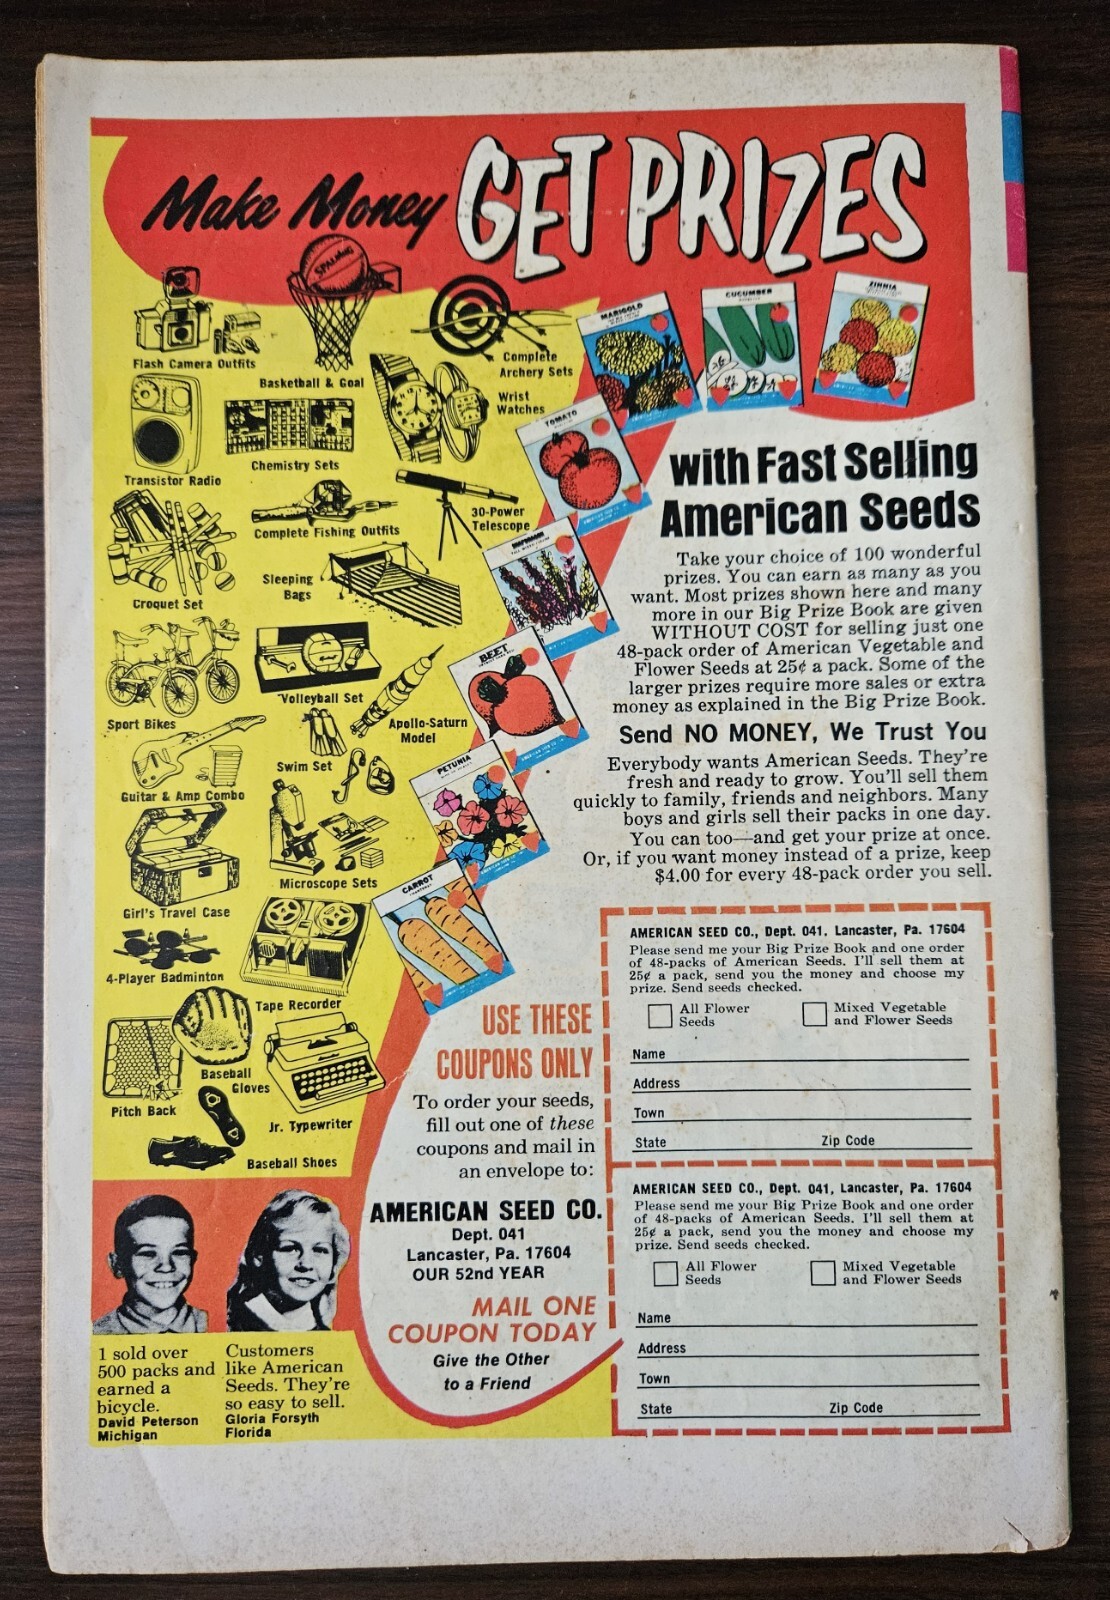 Make Money GET PRIZES
SPALDING
Flash Camera Outfits
Basketball & Goal
Complete
Archery Sets
Wrist
Watches
Transistor Radio
Chemistry Sets
Complete Fishing Outfits
30-Power
Telescope
Croquet Set
Sleeping
Bags
Sport Bikes
Volleyball Set
Apollo-Saturn
Model
Swim Set
Guitar & Amp Combo
Microscope Sets
Girl's Travel Case
4-Player Badminton
Tape Recorder
Baseball
Gloves
Pitch Back
Jr. Typewriter
Baseball Shoes
MARIGOLD
CUCUMBER
ZINNIA
TOMATO
BEET
PETUNIA
CARROT
with Fast Selling
American Seeds
Take your choice of 100 wonderful
prizes. You can earn as many as you
want. Most prizes shown here and many
more in our Big Prize Book are given
WITHOUT COST for selling just one
48-pack order of American Vegetable and
Flower Seeds at 25¢ a pack. Some of the
larger prizes require more sales or extra
money as explained in the Big Prize Book.
Send NO MONEY, We Trust You
Everybody wants American Seeds. They're
fresh and ready to grow. You'll sell them
quickly to family, friends and neighbors. Many
boys and girls sell their packs in one day.
You can too—and get your prize at once.
Or, if you want money instead of a prize, keep
$4.00 for every 48-pack order you sell.
USE THESE
COUPONS ONLY
To order your seeds,
fill out one of these
coupons and mail in
an envelope to:
AMERICAN SEED CO.
Dept. 041
Lancaster, Pa. 17604
OUR 52nd YEAR
MAIL ONE
COUPON TODAY
Give the Other
to a Friend
AMERICAN SEED CO., Dept. 041, Lancaster, Pa. 17604
Please send me your Big Prize Book and one order
of 48-packs of American Seeds. I'll sell them at
25¢ a pack, send you the money and choose my
prize. Send seeds checked.
All Flower
Seeds
Mixed Vegetable
and Flower Seeds
Name
Address
Town
State Zip Code
AMERICAN SEED CO., Dept. 041, Lancaster, Pa. 17604
Please send me your Big Prize Book and one order
of 48-packs of American Seeds. I'll sell them at
25¢ a pack, send you the money and choose my
prize. Send seeds checked.
All Flower
Seeds
Mixed Vegetable
and Flower Seeds
Name
Address
Town
State Zip Code
I sold over
500 packs and
earned a
bicycle.
David Peterson
Michigan
Customers
like American
Seeds. They're
so easy to sell.
Gloria Forsyth
Florida